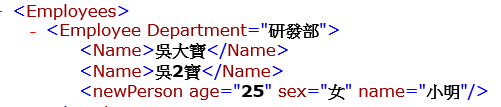 - <Employees>
- <Employee Department="研發部">
<Name>吳大寶</Name>
<Name>吳2寶</Name>
<newPerson age="25" sex="女" name="小明"/>